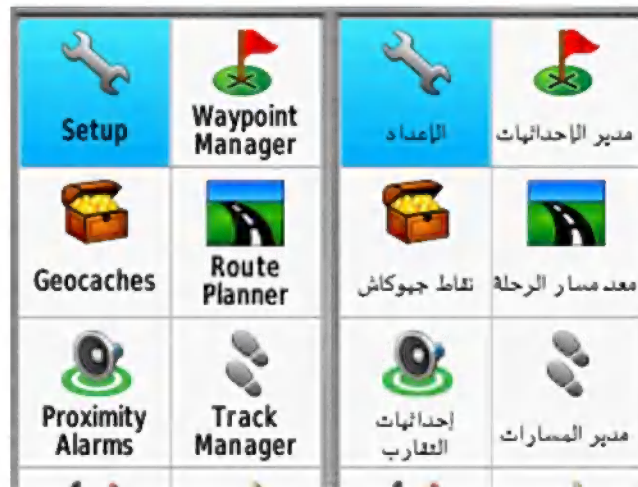 Setup
Waypoint
Manager
Geocaches
Route
Planner
Proximity
Alarms
Track
Manager
الإعداد
مدير الإحداثيات
نقاط جيوكاش
معد مسار الرحلة
إحداثيات
التقارب
مدير المسارات